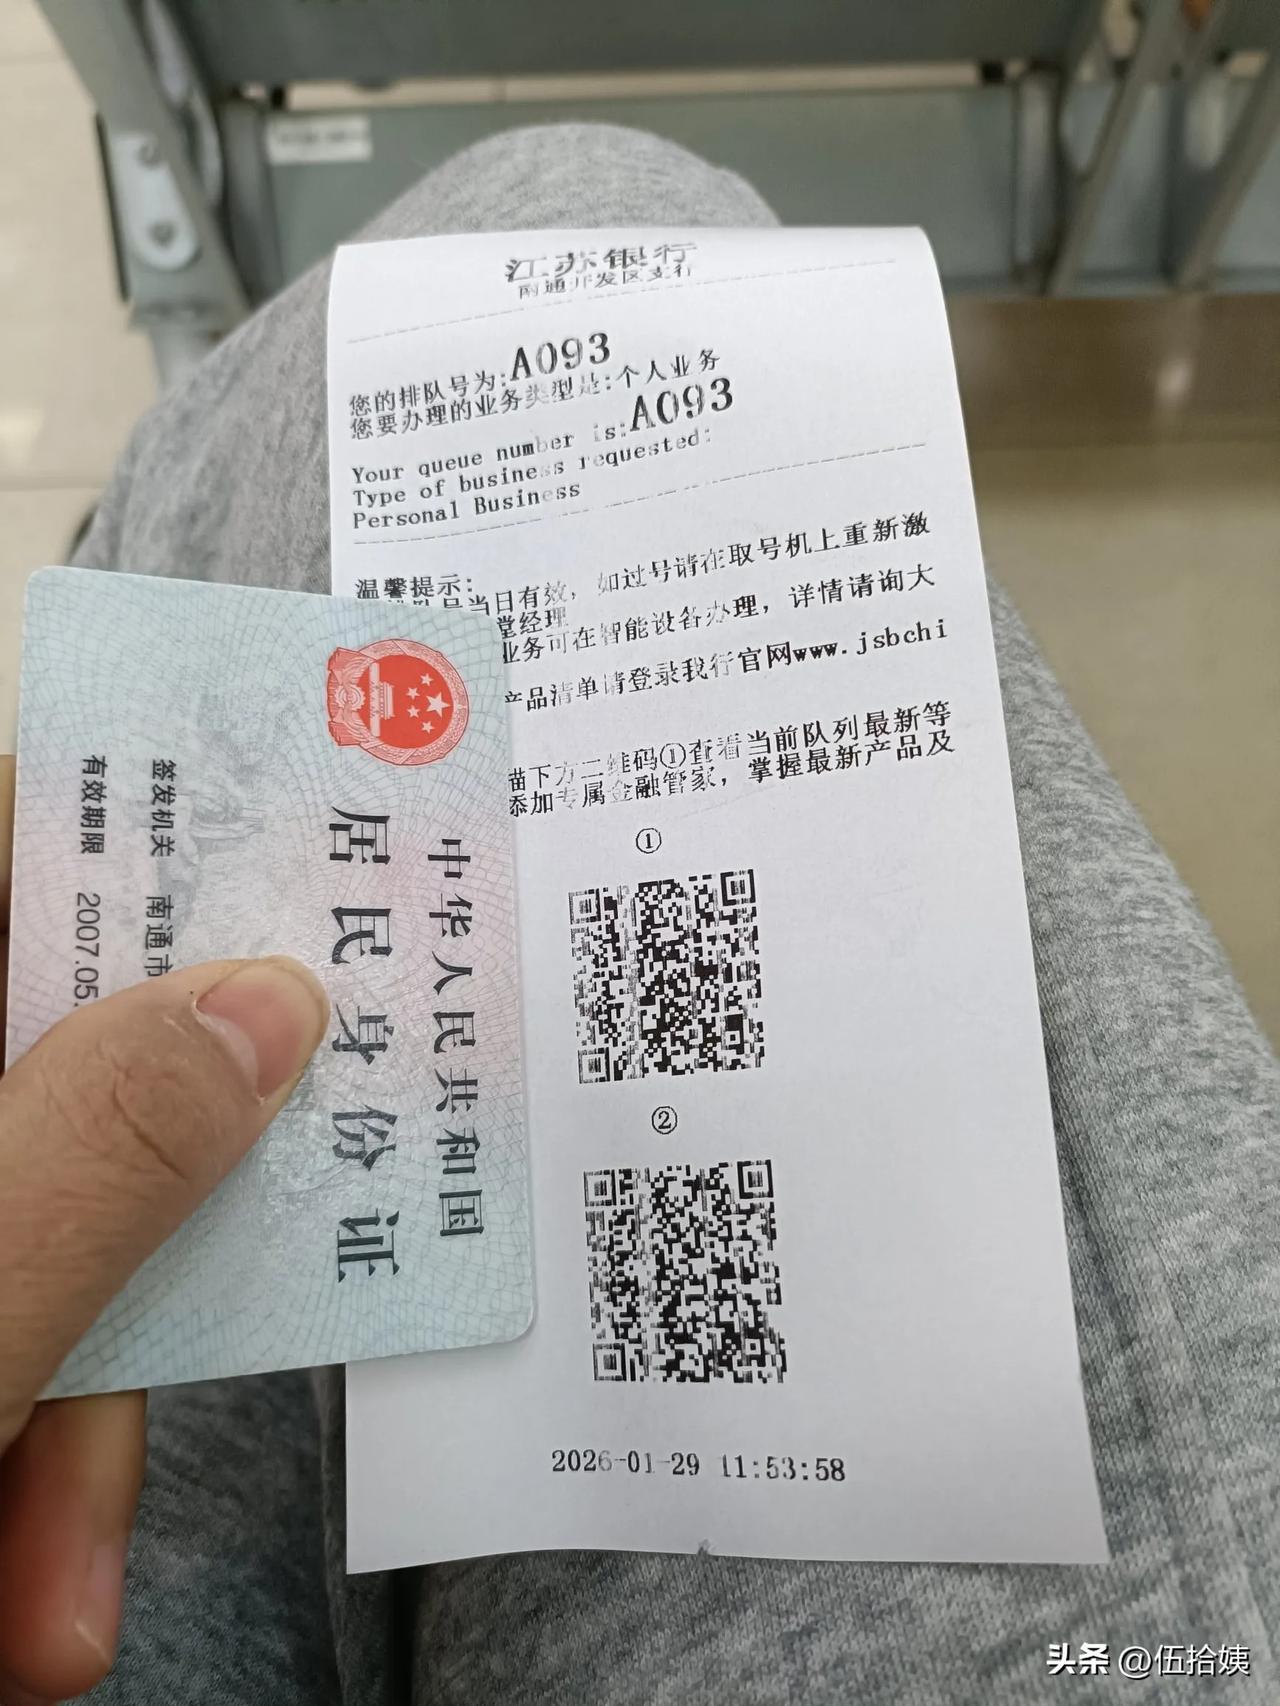 江苏银行
南通开发区支行
您的排队号为:A093
您要办理的业务类型是:个人业务
Your queue number is:A093
Type of business requested:
Personal Business
温馨提示:
排队号当日有效，如过号请在取号机上重新激
堂经理
业务可在智能设备办理，详情请询大
产品清单请登录我行官网www.jsbchi
描下方二维码①查看当前队列最新等
添加专属金融管家，掌握最新产品及
①
②
2026-01-29 11:53:58
中华人民共和国
居民身份证
签发机关 南通市
有效期限 2007.05.
头条 @伍拾姨